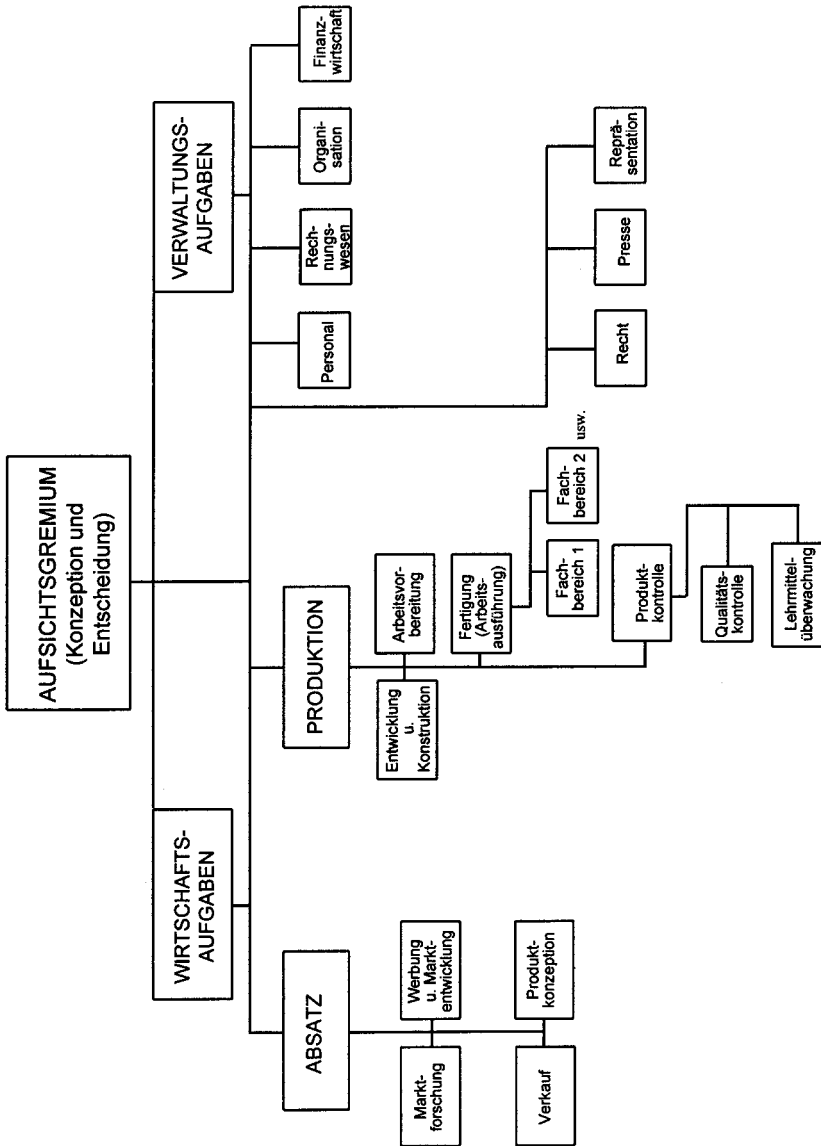 AUFSICHTSGREMIUM
(Konzeption und
Entscheidung)
WIRTSCHAFTS-
AUFGABEN
VERWALTUNGS-
AUFGABEN
ABSATZ
PRODUKTION
Personal
Rech-
nungs-
wesen
Organi-
sation
Finanz-
wirtschaft
Markt-
forschung
Werbung
u. Markt-
entwicklung
Verkauf
Produkt-
konzeption
Entwicklung
u.
Konstruktion
Arbeitsvor-
bereitung
Fertigung
(Arbeits-
ausführung)
Fach-
bereich 1
Fach-
bereich 2
usw.
Produkt-
kontrolle
Qualitäts-
kontrolle
Lehrmittel-
überwachung
Recht
Presse
Reprä-
sentation